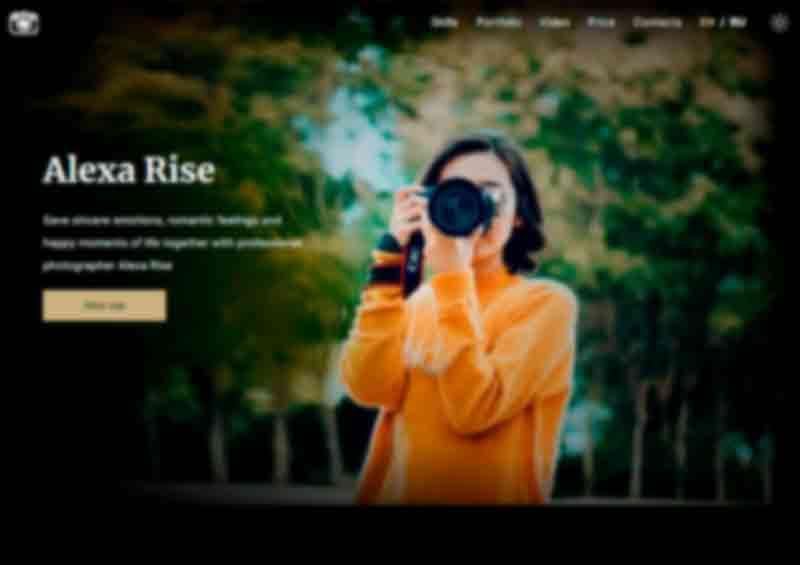 Skills Portfolio Video Price Contacts EN / RU
Alexa Rise
Save sincere emotions, romantic feelings and
happy moments of life together with professional
photographer Alexa Rise
Hire me